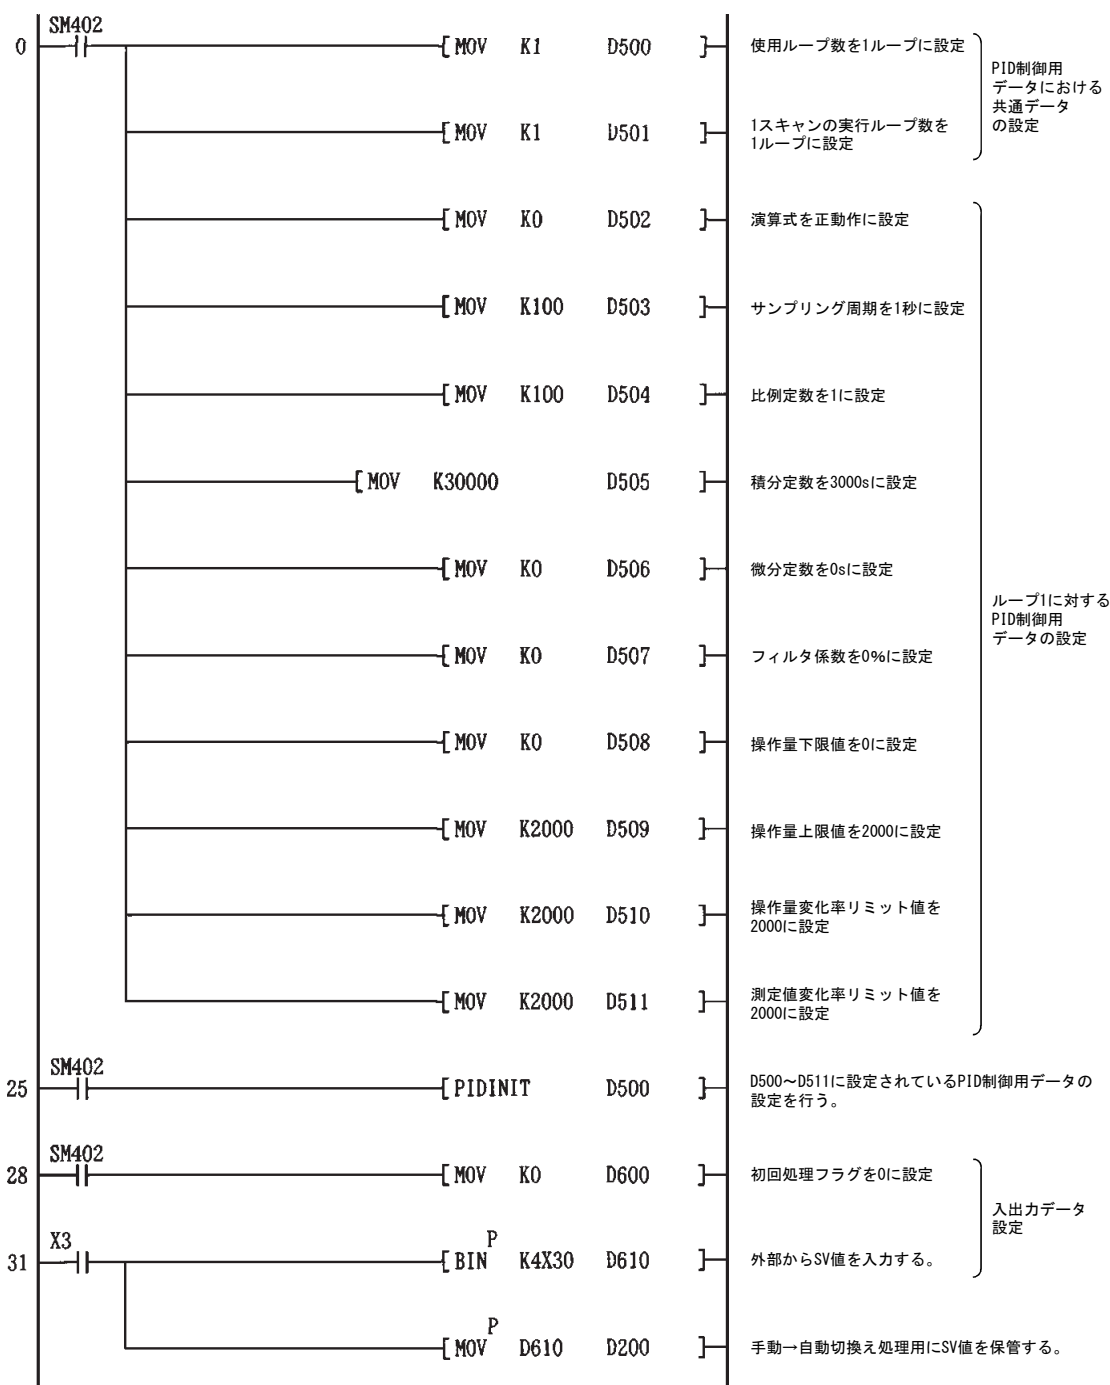 SM402
0 MOV K1 D500 使用ループ数を1ループに設定
PID制御用
データにおける
共通データ
の設定
MOV K1 D501 1スキャンの実行ループ数を
1ループに設定
MOV K0 D502 演算式を正動作に設定
MOV K100 D503 サンプリング周期を1秒に設定
MOV K100 D504 比例定数を1に設定
MOV K30000 D505 積分定数を3000sに設定
MOV K0 D506 微分定数を0sに設定
ループ1に対する
PID制御用
データの設定
MOV K0 D507 フィルタ係数を0%に設定
MOV K0 D508 操作量下限値を0に設定
MOV K2000 D509 操作量上限値を2000に設定
MOV K2000 D510 操作量変化率リミット値を
2000に設定
MOV K2000 D511 測定値変化率リミット値を
2000に設定
SM402
25 PIDINIT D500 D500～D511に設定されているPID制御用データの
設定を行う。
SM402
28 MOV K0 D600 初回処理フラグを0に設定
入出力データ
設定
X3 P
31 BIN K4X30 D610 外部からSV値を入力する。
P
MOV D610 D200 手動→自動切換え処理用にSV値を保管する。